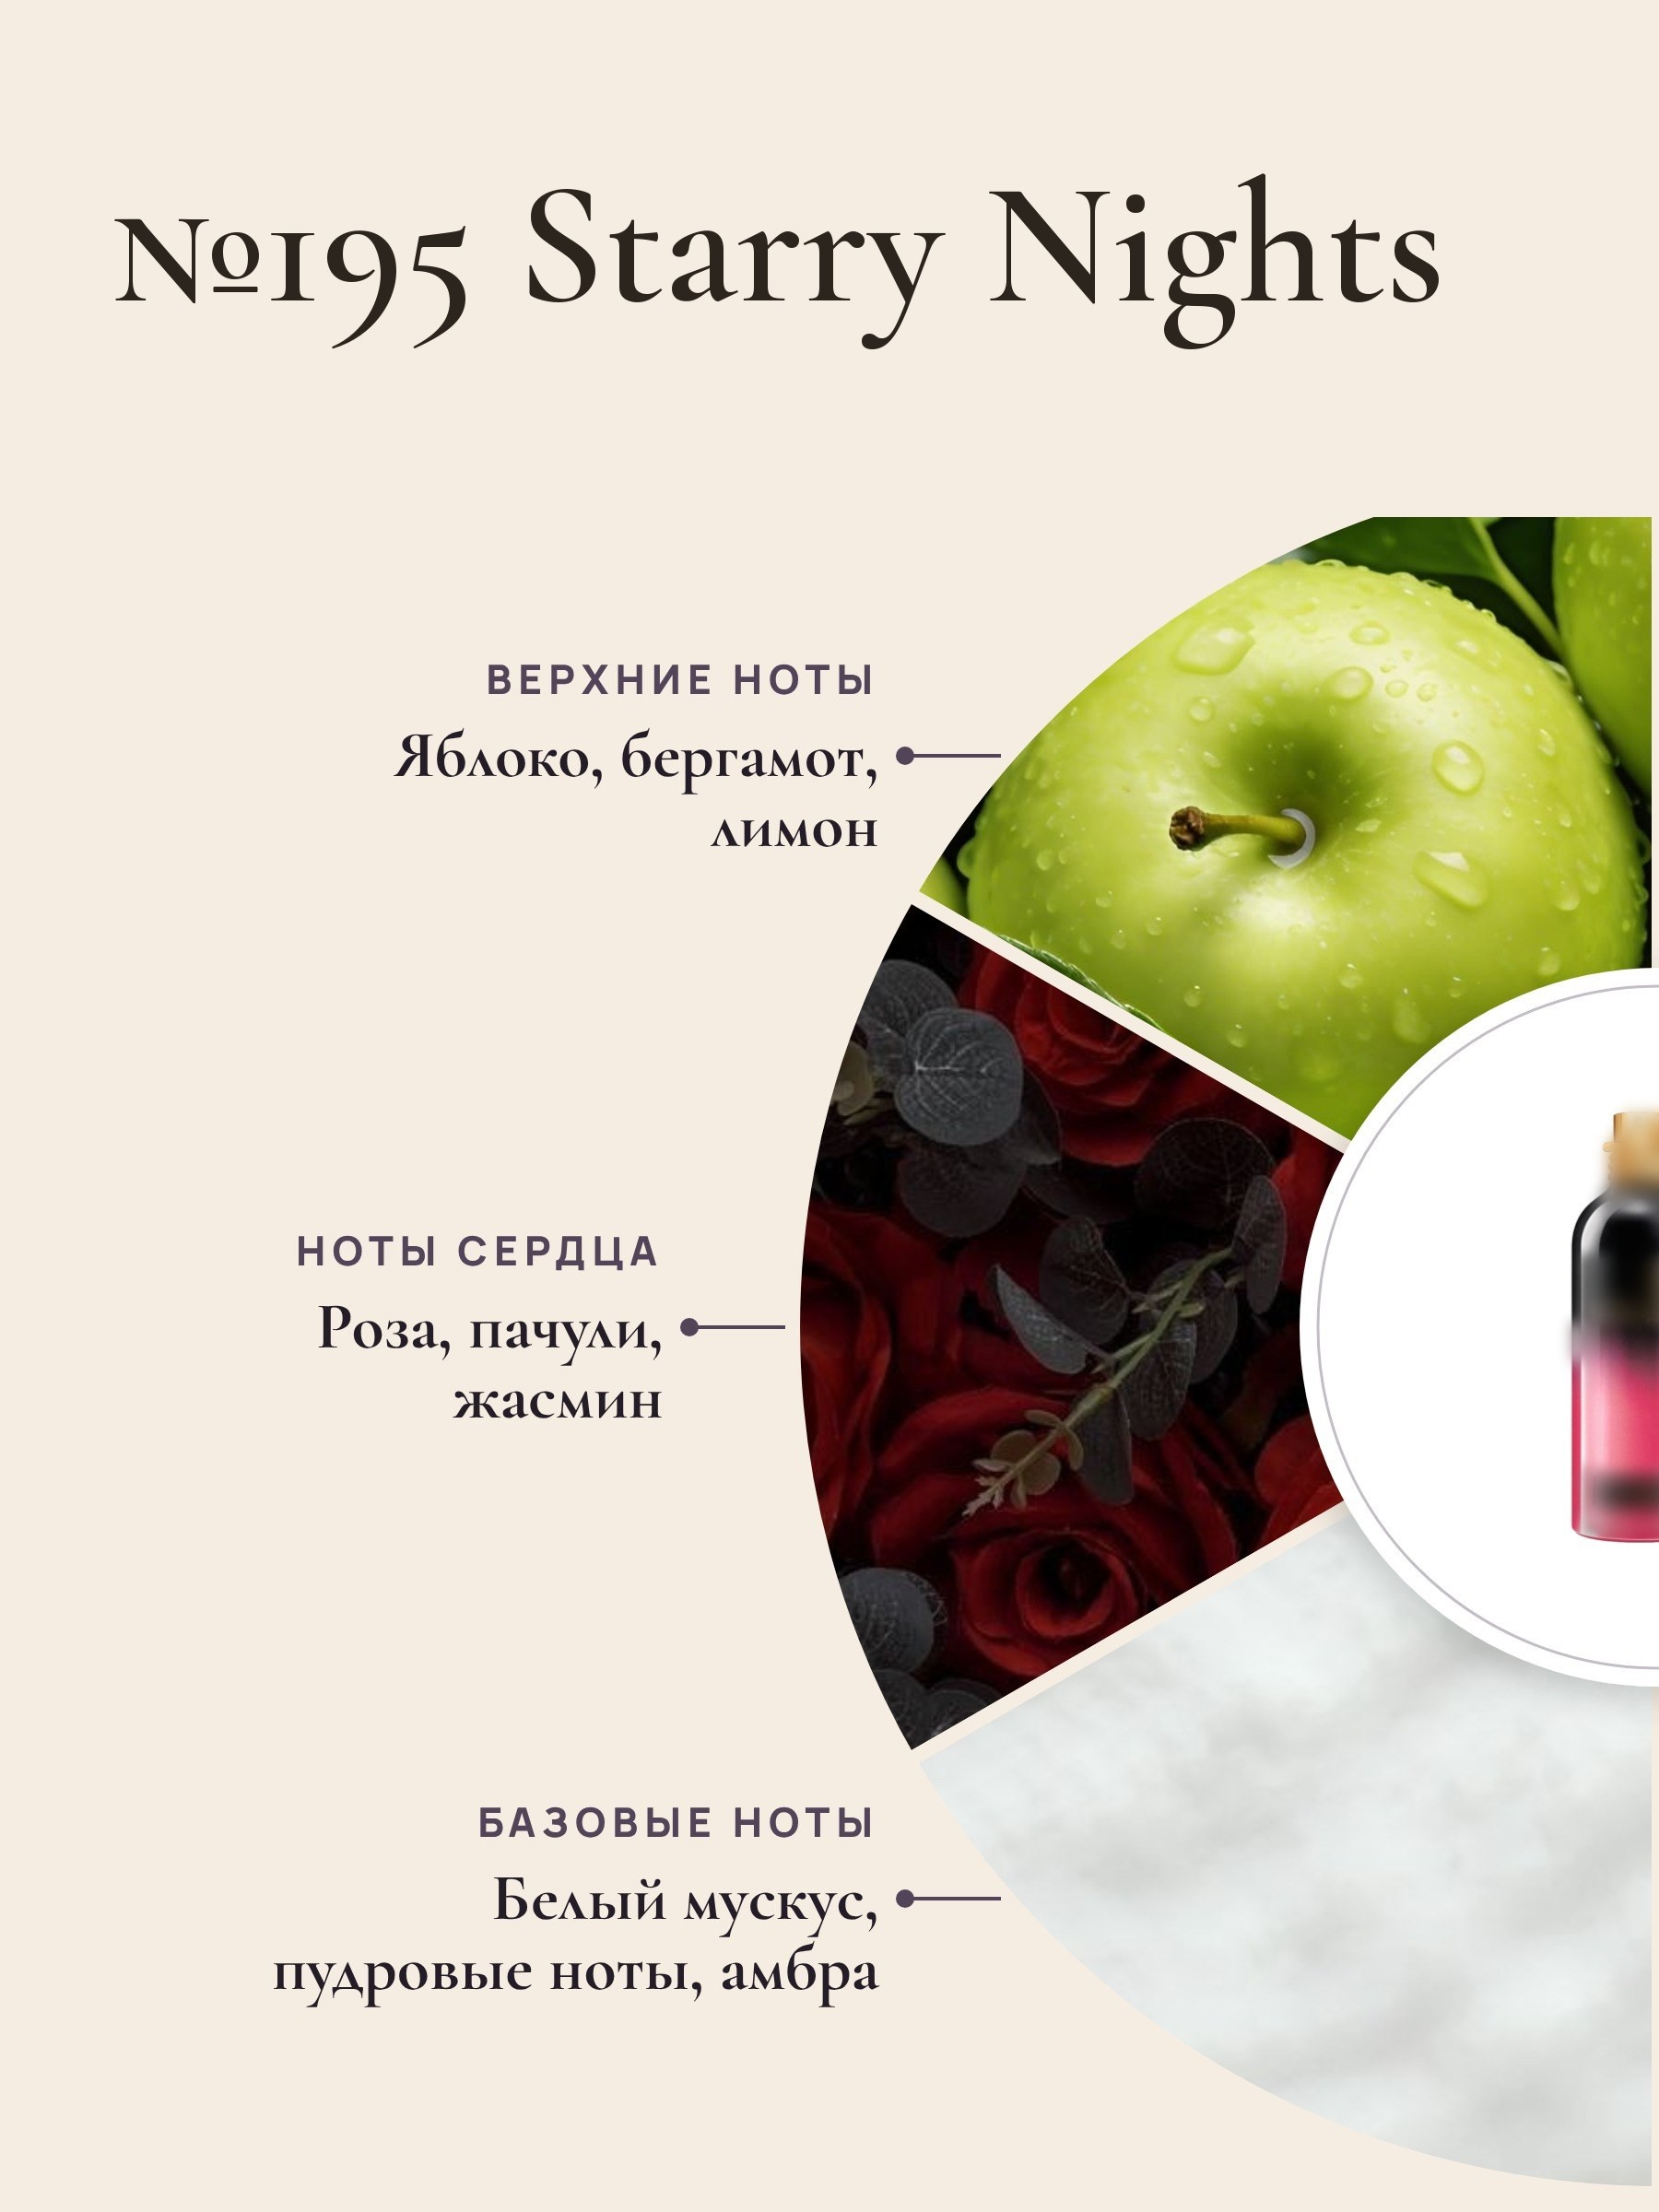 №195 Starry Nights
ВЕРХНИЕ НОТЫ
Яблоко, бергамот,
лимон
НОТЫ СЕРДЦА
Роза, пачули,
жасмин
БАЗОВЫЕ НОТЫ
Белый мускус,
пудровые ноты, амбра